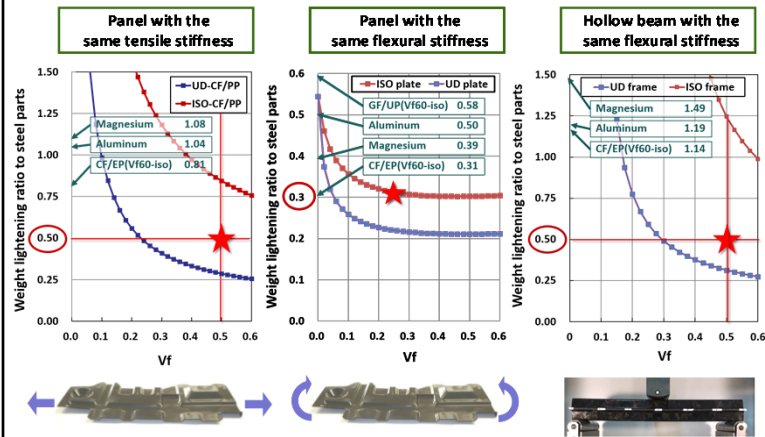 Panel with the
same tensile stiffness
Panel with the
same flexural stiffness
Hollow beam with the
same flexural stiffness
Weight lightening ratio to steel parts
1.50
1.25
1.00
0.75
0.50
0.25
0.00
UD-CF/PP
ISO-CF/PP
Magnesium 1.08
Aluminum 1.04
CF/EP(Vf60-iso) 0.81
0 0.1 0.2 0.3 0.4 0.5 0.6
Vf
Weight lightening ratio to steel parts
0.6
0.5
0.4
0.3
0.2
0.1
0.0
ISO plate UD plate
GF/UP(Vf60-iso) 0.58
Aluminum 0.50
Magnesium 0.39
CF/EP(Vf60-iso) 0.31
0.0 0.1 0.2 0.3 0.4 0.5 0.6
Vf
Weight lightening ratio to steel parts
1.50
1.25
1.00
0.75
0.50
0.25
0.00
UD frame ISO frame
Magnesium 1.49
Aluminum 1.19
CF/EP(Vf60-iso) 1.14
0 0.1 0.2 0.3 0.4 0.5 0.6
Vf